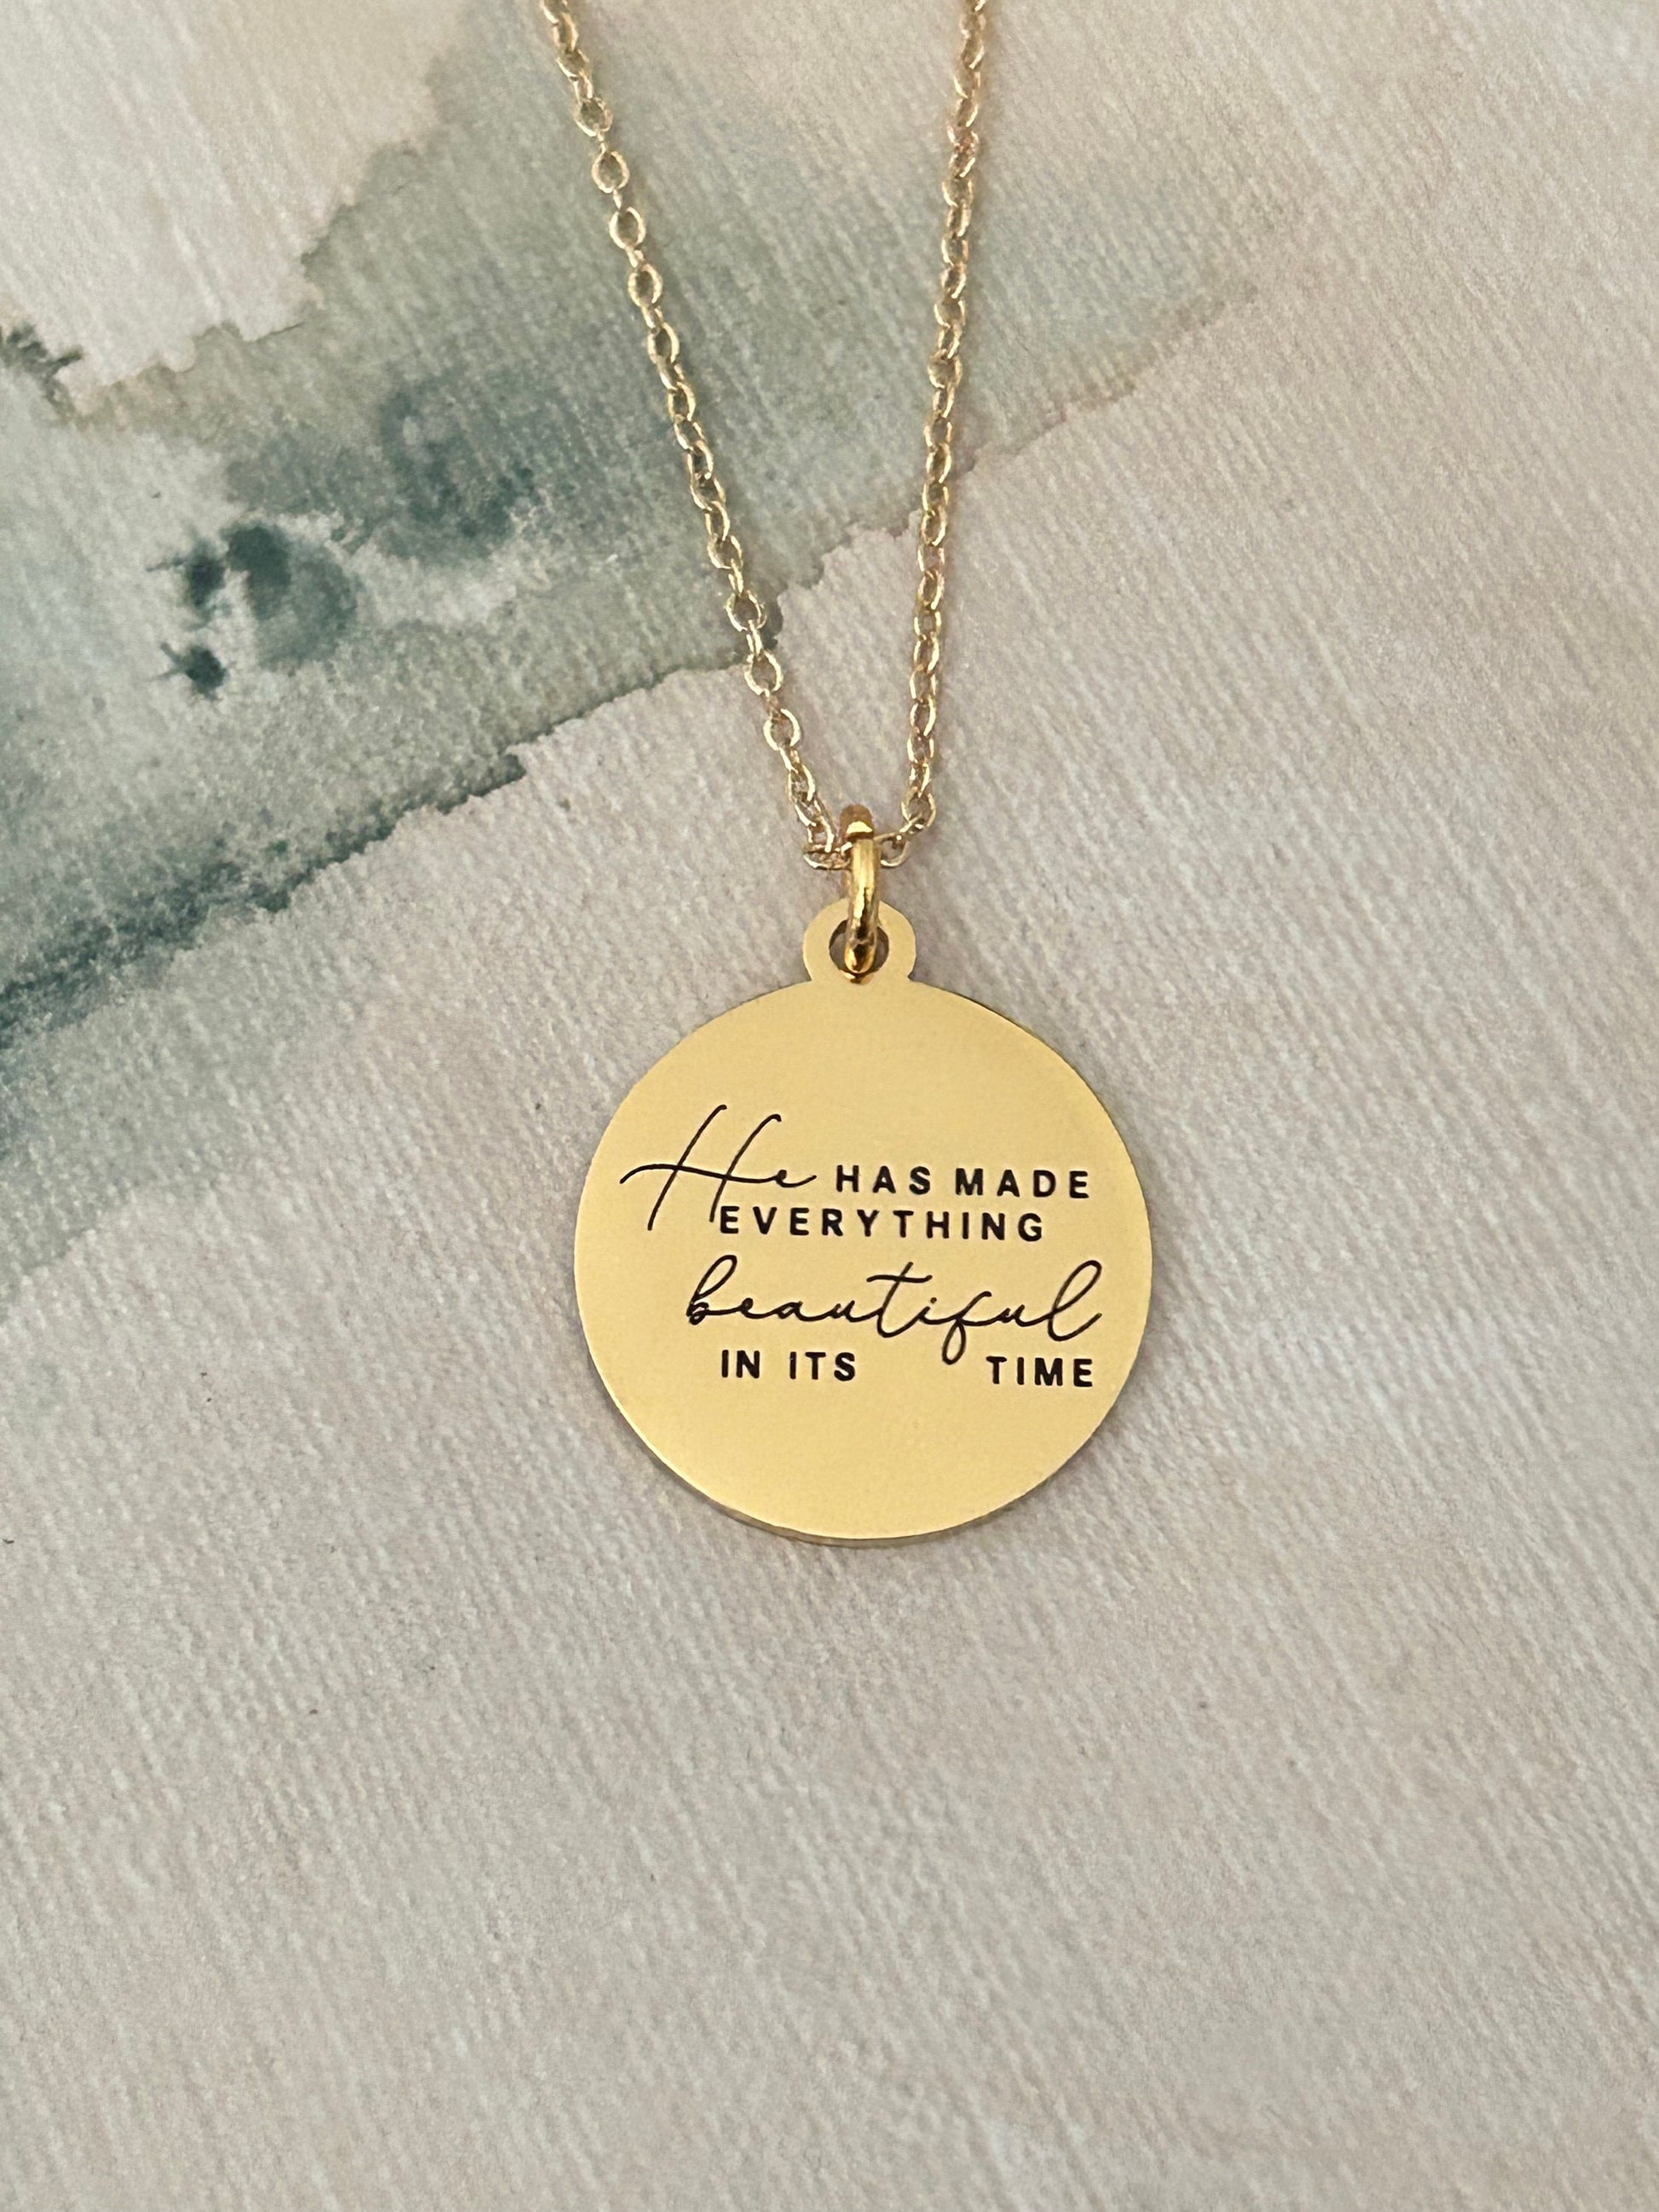 He HAS MADE
EVERYTHING
beautiful
IN ITS TIME